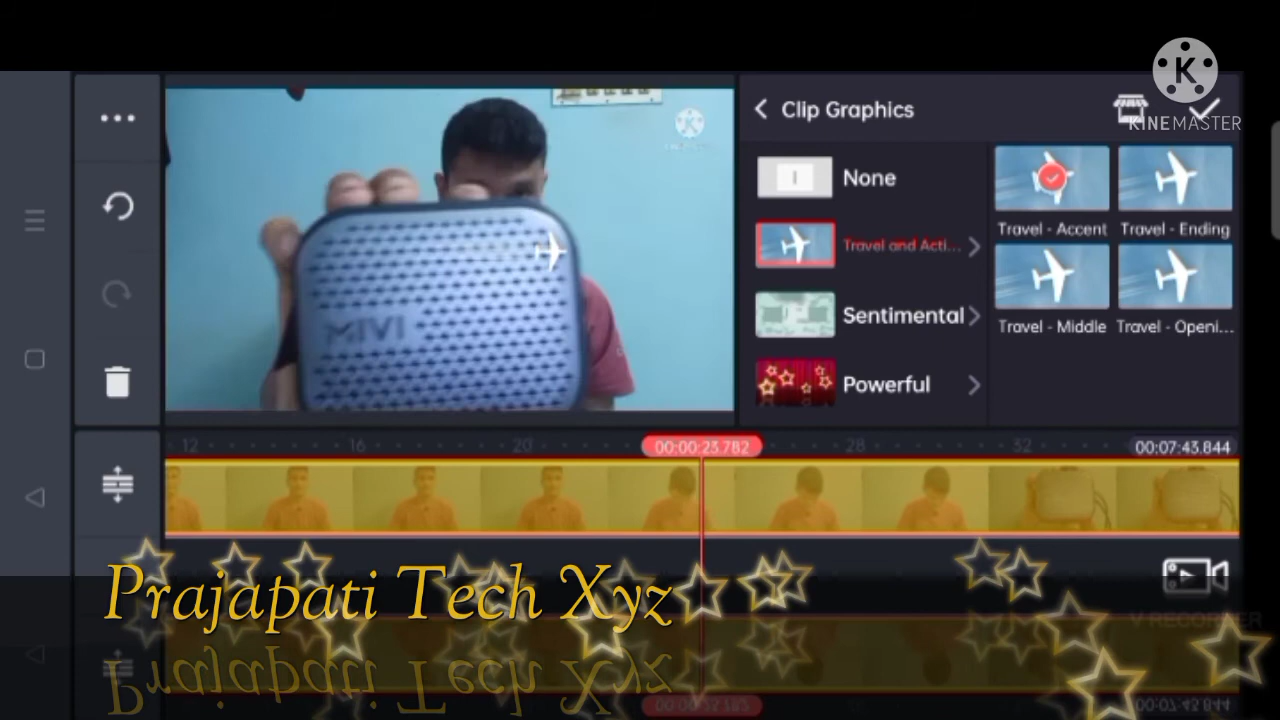 KINEMASTER
Clip Graphics
None
Travel and Acti...
Sentimental
Powerful
Travel - Accent
Travel - Ending
Travel - Middle
Travel - Openi...
MIVI
12
16
20
00:00:23.782
28
32
00:07:43.844
Prajapati Tech Xyz
V RECORDER